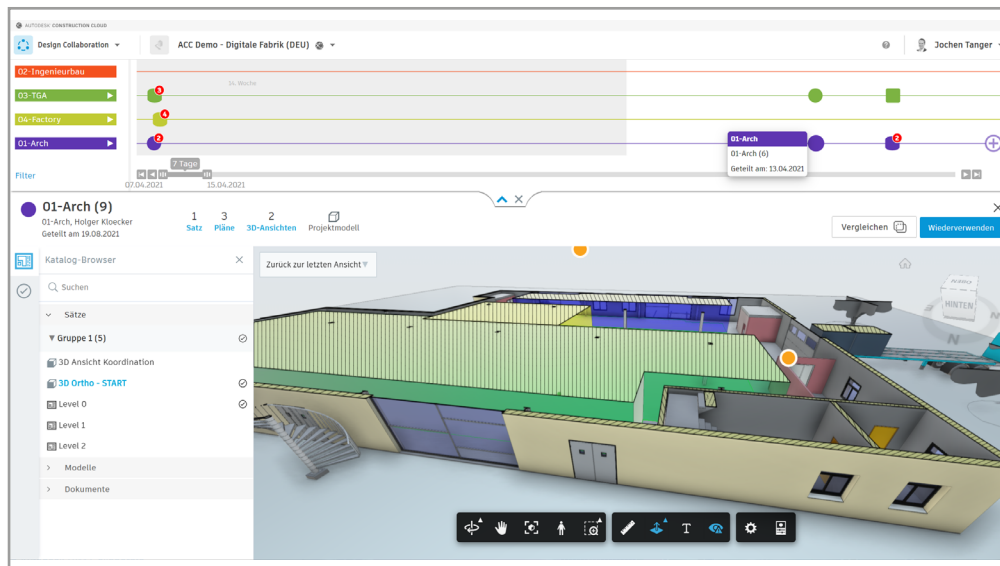 AUTODESK CONSTRUCTION CLOUD
Design Collaboration
ACC Demo - Digitale Fabrik (DEU)
Jochen Tanger
02-Ingenieurbau
16. Woche
03-TGA
3
04-Factory
4
01-Arch
2
2
01-Arch
01-Arch (6)
Geteilt am: 13.04.2021
7 Tage
Filter
07.04.2021
15.04.2021
01-Arch (9)
01-Arch, Holger Kloecker
Geteilt am 19.08.2021
1
Satz
3
Pläne
2
3D-Ansichten
Projektmodell
Vergleichen
Wiederverwenden
Katalog-Browser
Zurück zur letzten Ansicht
Suchen
Sätze
Gruppe 1 (5)
3D Ansicht Koordination
3D Ortho - START
Level 0
Level 1
Level 2
Modelle
Dokumente
HINTEN
N
T